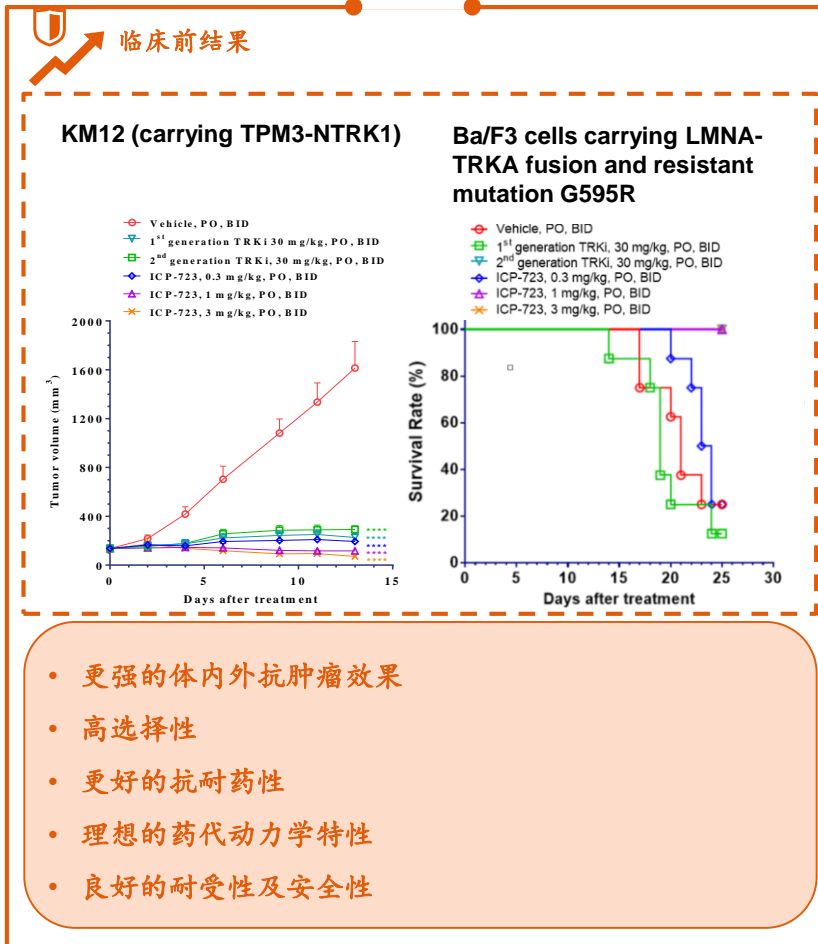 临床前结果
KM12 (carrying TPM3-NTRK1)
Vehicle, PO, BID
1st generation TRKi 30 mg/kg, PO, BID
2nd generation TRKi, 30 mg/kg, PO, BID
ICP-723, 0.3 mg/kg, PO, BID
ICP-723, 1 mg/kg, PO, BID
ICP-723, 3 mg/kg, PO, BID
2000
1600
1200
800
400
0
Tumor volume (mm3)
0 5 10 15
Days after treatment
****
****
****
****
****
Ba/F3 cells carrying LMNA-
TRKA fusion and resistant
mutation G595R
Vehicle, PO, BID
1st generation TRKi, 30 mg/kg, PO, BID
2nd generation TRKi, 30 mg/kg, PO, BID
ICP-723, 0.3 mg/kg, PO, BID
ICP-723, 1 mg/kg, PO, BID
ICP-723, 3 mg/kg, PO, BID
100
80
60
40
20
0
Survival Rate (%)
0 5 10 15 20 25 30
Days after treatment
• 更强的体内外抗肿瘤效果
• 高选择性
• 更好的抗耐药性
• 理想的药代动力学特性
• 良好的耐受性及安全性